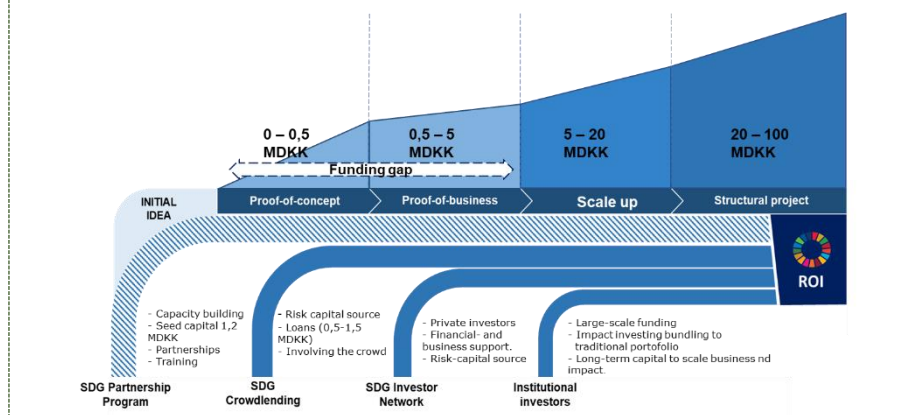 0 – 0,5
MDKK
0,5 – 5
MDKK
5 – 20
MDKK
20 – 100
MDKK
Funding gap
INITIAL
IDEA
Proof-of-concept
Proof-of-business
Scale up
Structural project
ROI
- Capacity building
- Seed capital 1,2
MDKK
- Partnerships
- Training
- Risk capital source
- Loans (0,5-1,5
MDKK)
- Involving the crowd
- Private investors
- Financial- and
business support.
- Risk-capital source
- Large-scale funding
- Impact investing bundling to
traditional portofolio
- Long-term capital to scale business nd
impact.
SDG Partnership
Program
SDG
Crowdlending
SDG Investor
Network
Institutional
investors